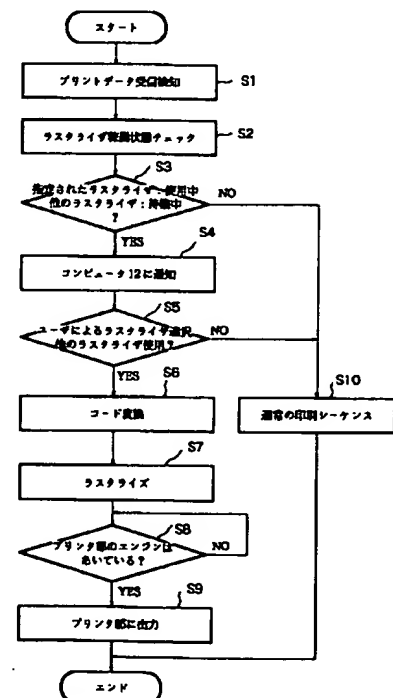 スタート
プリントデータ受信検知
S1
ラスタライザ稼働状態チェック
S2
S3
指定されたラスタライザ:使用中
他のラスタライザ:待機中
?
NO
YES
S4
コンピュータ12に通知
S5
ユーザによるラスタライザ選択
他のラスタライザ使用?
NO
YES
S6
コード変換
S10
通常の印刷シーケンス
S7
ラスタライズ
S8
プリンタ部のエンジンは
あいている?
NO
YES
S9
プリンタ部に出力
エンド